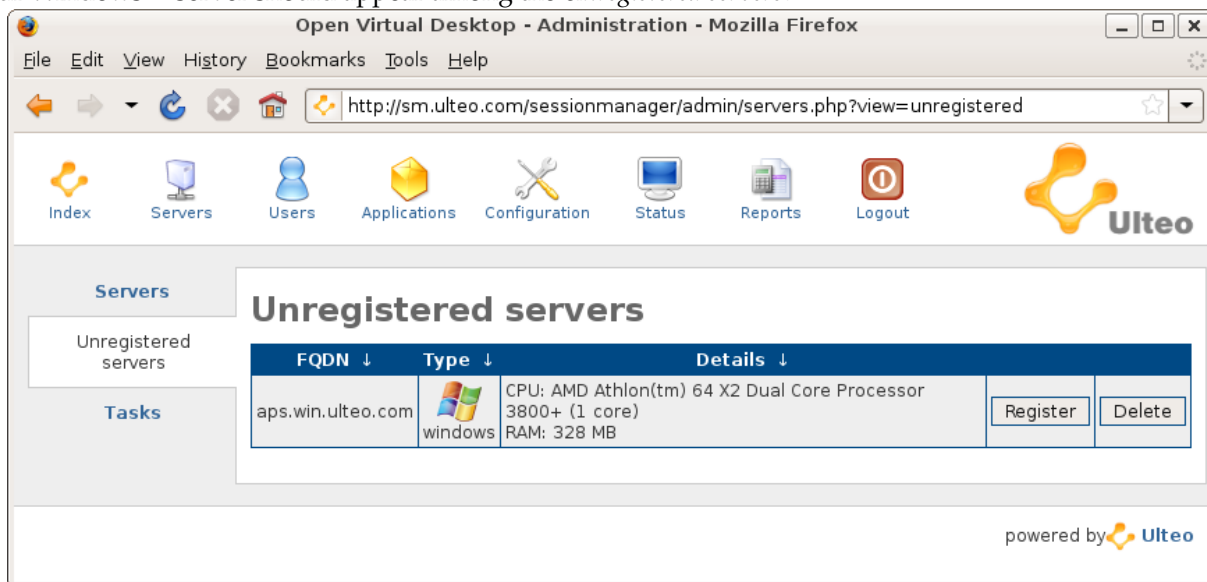 Open Virtual Desktop - Administration - Mozilla Firefox
File Edit View History Bookmarks Tools Help
http://sm.ulteo.com/sessionmanager/admin/servers.php?view=unregistered
Index Servers Users Applications Configuration Status Reports Logout
Ulteo
Servers
Unregistered
servers
Tasks
Unregistered servers
FQDN ↓ Type ↓ Details ↓
aps.win.ulteo.com
windows
CPU: AMD Athlon(tm) 64 X2 Dual Core Processor
3800+ (1 core)
RAM: 328 MB
Register Delete
powered by Ulteo